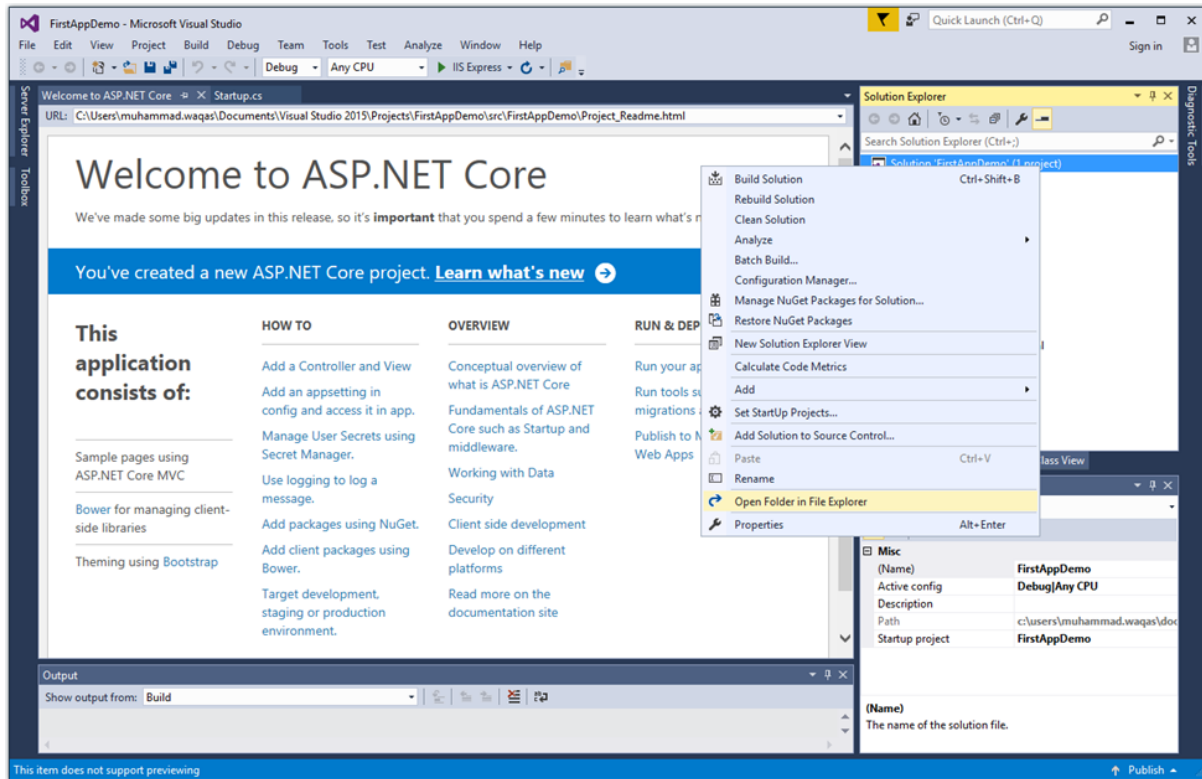 FirstAppDemo - Microsoft Visual Studio
Quick Launch (Ctrl+Q)
File Edit View Project Build Debug Team Tools Test Analyze Window Help
Sign in
Debug Any CPU IIS Express
Server Explorer
Toolbox
Welcome to ASP.NET Core Startup.cs
URL: C:\Users\muhammad.waqas\Documents\Visual Studio 2015\Projects\FirstAppDemo\src\FirstAppDemo\Project_Readme.html
Welcome to ASP.NET Core
We've made some big updates in this release, so it's important that you spend a few minutes to learn what's
You've created a new ASP.NET Core project. Learn what's new
This
application
consists of:
Sample pages using
ASP.NET Core MVC
Bower for managing client-
side libraries
Theming using Bootstrap
HOW TO
Add a Controller and View
Add an appsetting in
config and access it in app.
Manage User Secrets using
Secret Manager.
Use logging to log a
message.
Add packages using NuGet.
Add client packages using
Bower.
Target development,
staging or production
environment.
OVERVIEW
Conceptual overview of
what is ASP.NET Core
Fundamentals of ASP.NET
Core such as Startup and
middleware.
Working with Data
Security
Client side development
Develop on different
platforms
Read more on the
documentation site
RUN & DEP
Run your ap
Run tools su
migrations
Publish to M
Web Apps
Solution Explorer
Search Solution Explorer (Ctrl+;)
Solution 'FirstAppDemo' (1 project)
Diagnostic Tools
Build Solution Ctrl+Shift+B
Rebuild Solution
Clean Solution
Analyze
Batch Build...
Configuration Manager...
Manage NuGet Packages for Solution...
Restore NuGet Packages
New Solution Explorer View
Calculate Code Metrics
Add
Set StartUp Projects...
Add Solution to Source Control...
Paste Ctrl+V
Rename
Open Folder in File Explorer
Properties Alt+Enter
lass View
Misc
(Name) FirstAppDemo
Active config Debug|Any CPU
Description
Path c:\users\muhammad.waqas\doc
Startup project FirstAppDemo
(Name)
The name of the solution file.
Output
Show output from: Build
This item does not support previewing
Publish